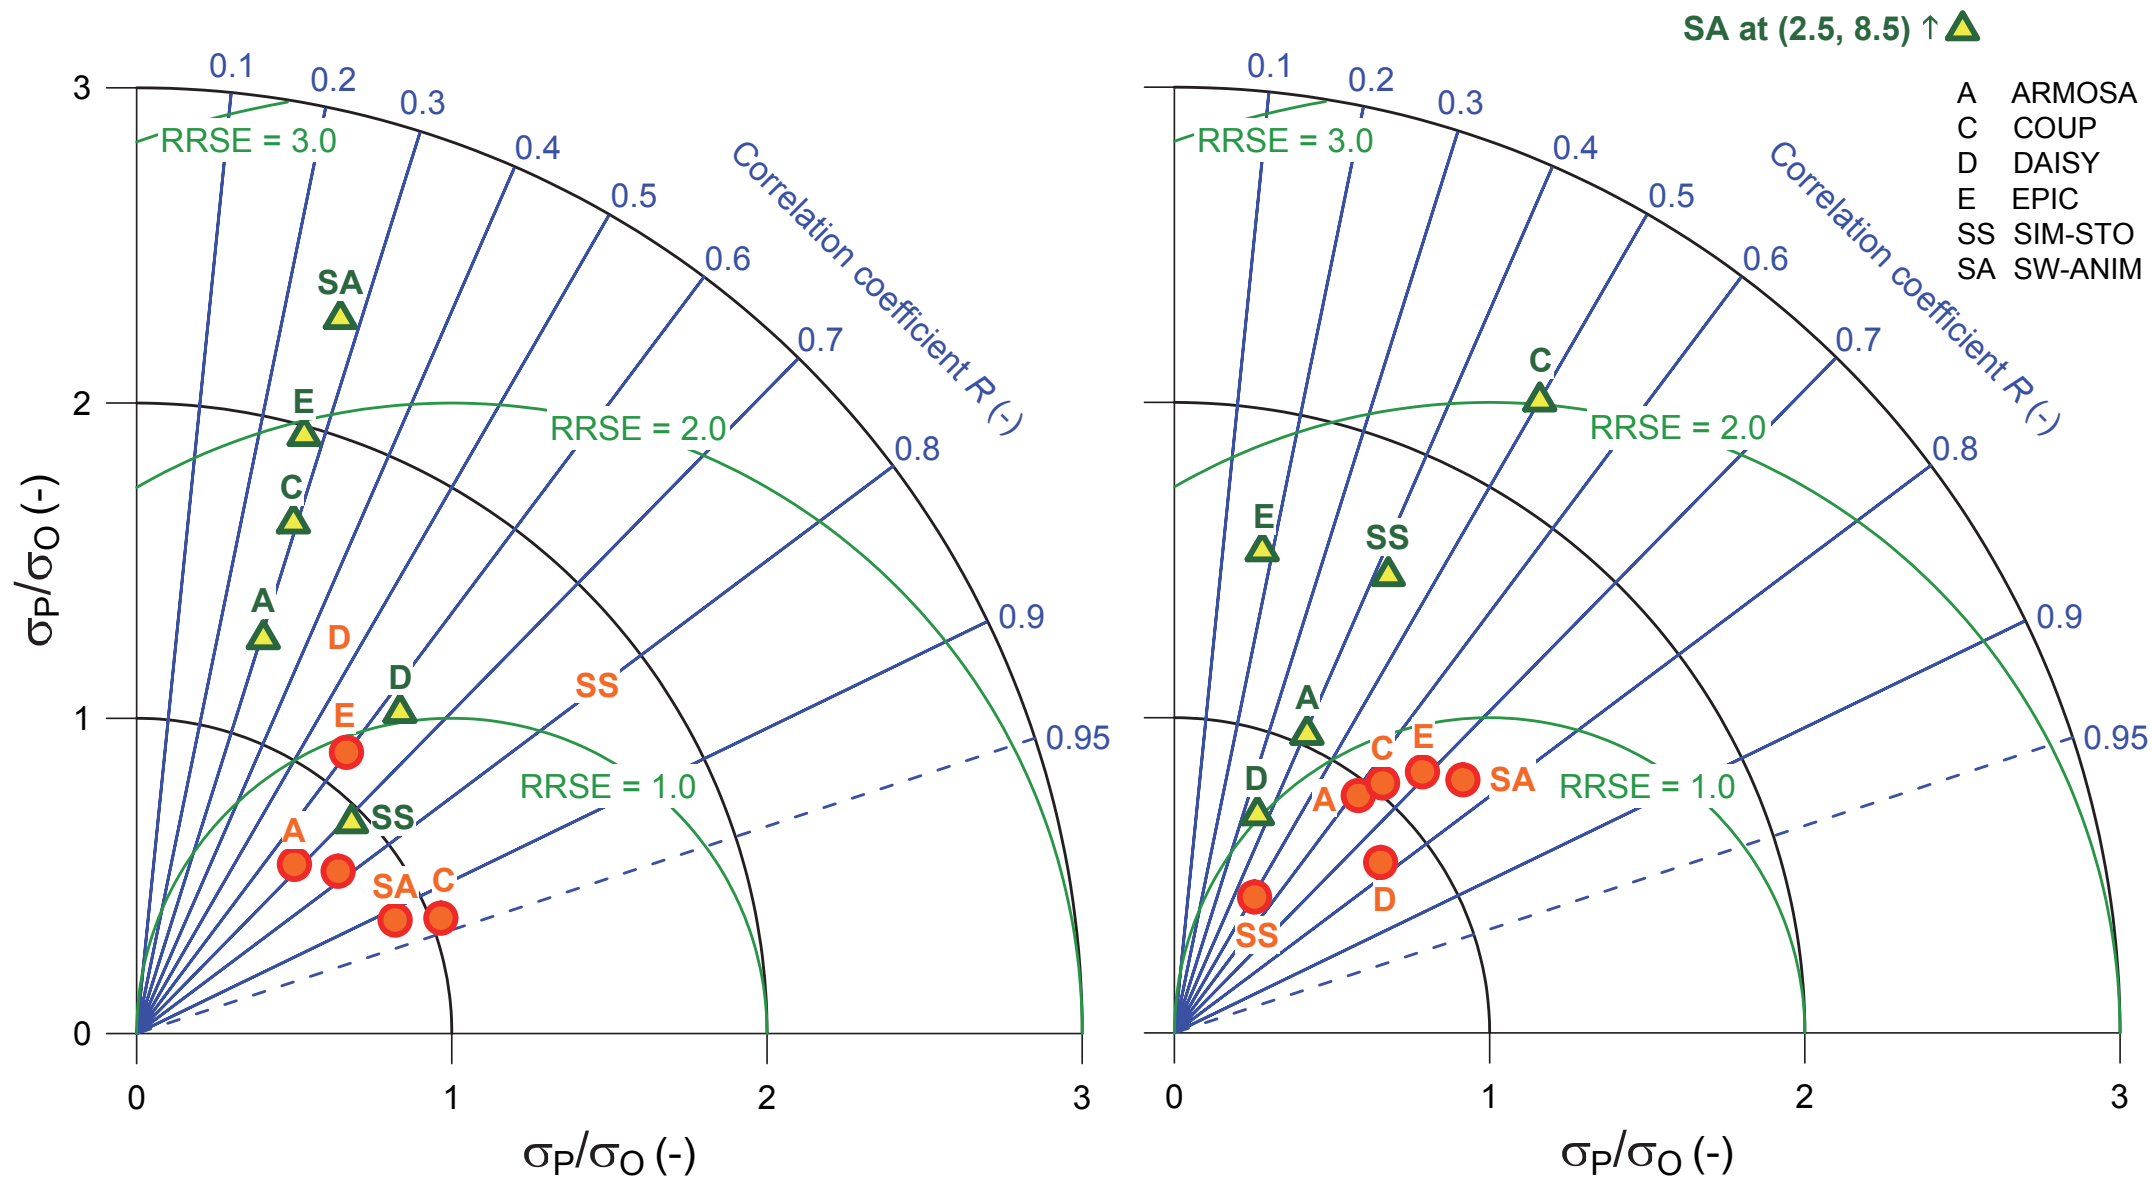 SA at (2.5, 8.5) ↑
A ARMOSA
C COUP
D DAISY
E EPIC
SS SIM-STO
SA SW-ANIM
0.1
0.2
0.3
0.4
0.5
0.6
0.7
0.8
0.9
0.95
Correlation coefficient R (-)
RRSE = 3.0
RRSE = 2.0
RRSE = 1.0
SA
E
C
A
D
D
E
SS
SS
A
SA
C
3
2
1
0
σP/σO (-)
0
1
2
3
σP/σO (-)
0.1
0.2
0.3
0.4
0.5
0.6
0.7
0.8
0.9
0.95
Correlation coefficient R (-)
RRSE = 3.0
RRSE = 2.0
RRSE = 1.0
C
E
SS
A
D
C
E
A
SA
D
SS
0
1
2
3
σP/σO (-)